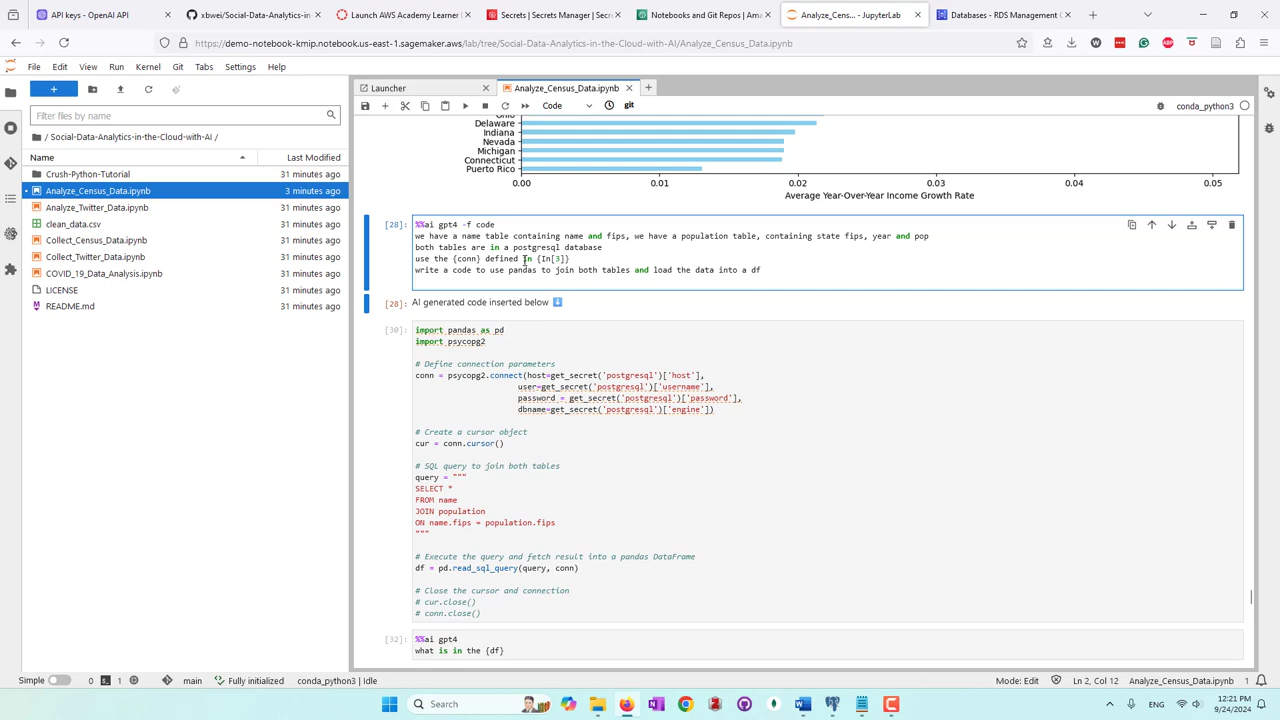 API keys - OpenAI API
xbwei/Social-Data-Analytics-in-
Launch AWS Academy Learner
Secrets | Secrets Manager | Sec
Notebooks and Git Repos | Ama
Analyze_Cens... - JupyterLab
Databases - RDS Management C
https://demo-notebook-kmip.notebook.us-east-1.sagemaker.aws/lab/tree/Social-Data-Analytics-in-the-Cloud-with-AI/Analyze_Census_Data.ipynb
File Edit View Run Kernel Git Tabs Settings Help
Launcher
Analyze_Census_Data.ipynb
Code
git
conda_python3
Filter files by name
/ Social-Data-Analytics-in-the-Cloud-with-AI /
Name
Last Modified
Crush-Python-Tutorial 31 minutes ago
Analyze_Census_Data.ipynb 3 minutes ago
Analyze_Twitter_Data.ipynb 31 minutes ago
clean_data.csv 31 minutes ago
Collect_Census_Data.ipynb 31 minutes ago
Collect_Twitter_Data.ipynb 31 minutes ago
COVID_19_Data_Analysis.ipynb 31 minutes ago
LICENSE 31 minutes ago
README.md 31 minutes ago
Ohio
Delaware
Indiana
Nevada
Michigan
Connecticut
Puerto Rico
0.00 0.01 0.02 0.03 0.04 0.05
Average Year-Over-Year Income Growth Rate
[28]:
%%ai gpt4 -f code
we have a name table containing name and fips, we have a population table, containing state fips, year and pop
both tables are in a postgresql database
use the {conn} defined in {In[3]}
write a code to use pandas to join both tables and load the data into a df
[28]: AI generated code inserted below
[30]:
import pandas as pd
import psycopg2
# Define connection parameters
conn = psycopg2.connect(host=get_secret('postgresql')['host'],
user=get_secret('postgresql')['username'],
password = get_secret('postgresql')['password'],
dbname=get_secret('postgresql')['engine'])
# Create a cursor object
cur = conn.cursor()
# SQL query to join both tables
query = """
SELECT *
FROM name
JOIN population
ON name.fips = population.fips
"""
# Execute the query and fetch result into a pandas DataFrame
df = pd.read_sql_query(query, conn)
# Close the cursor and connection
# cur.close()
# conn.close()
[32]:
%%ai gpt4
what is in the {df}
Simple
0
1
main
Fully initialized
conda_python3 | Idle
Mode: Edit
Ln 2, Col 12
Analyze_Census_Data.ipynb
1
Search
ENG
12:21 PM
9/24/2024